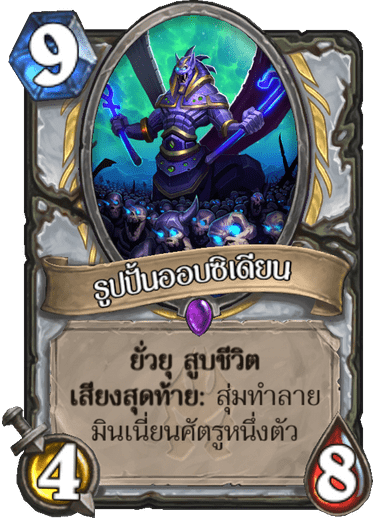 9
รูปปั้นออบซิเดียน
ยั่วยุ สูบชีวิต
เสียงสุดท้าย: สุ่มทำลาย
มินเนี่ยนศัตรูหนึ่งตัว
4
8